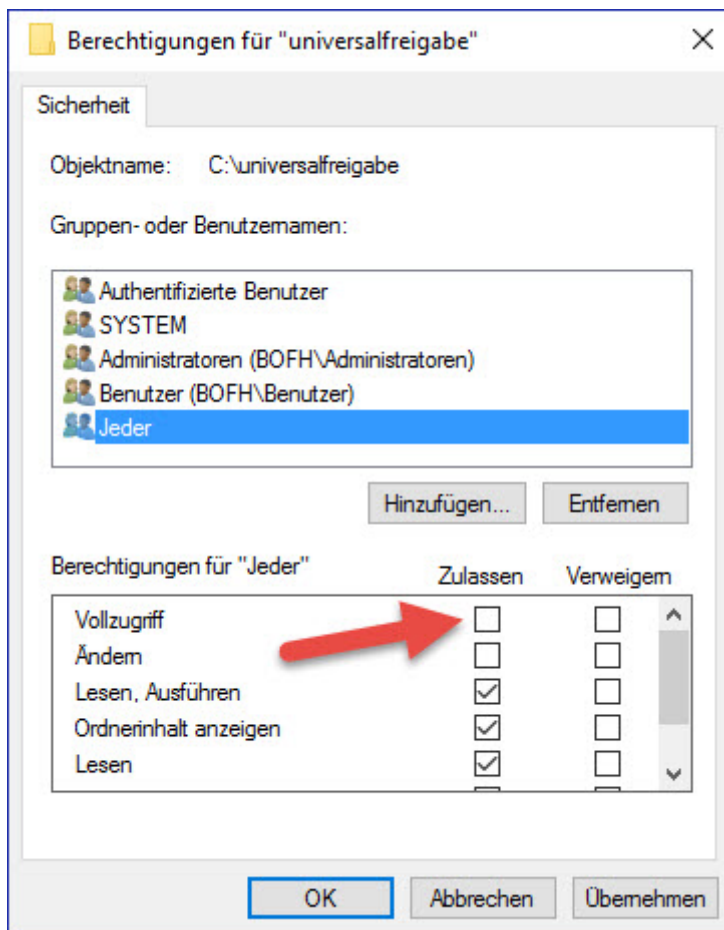 Berechtigungen für "universalfreigabe"
Sicherheit
Objektname: C:\universalfreigabe
Gruppen- oder Benutzernamen:
Authentifizierte Benutzer
SYSTEM
Administratoren (BOFH\Administratoren)
Benutzer (BOFH\Benutzer)
Jeder
Hinzufügen... Entfernen
Berechtigungen für "Jeder" Zulassen Verweigern
Vollzugriff
Ändern
Lesen, Ausführen
Ordnerinhalt anzeigen
Lesen
OK Abbrechen Übernehmen